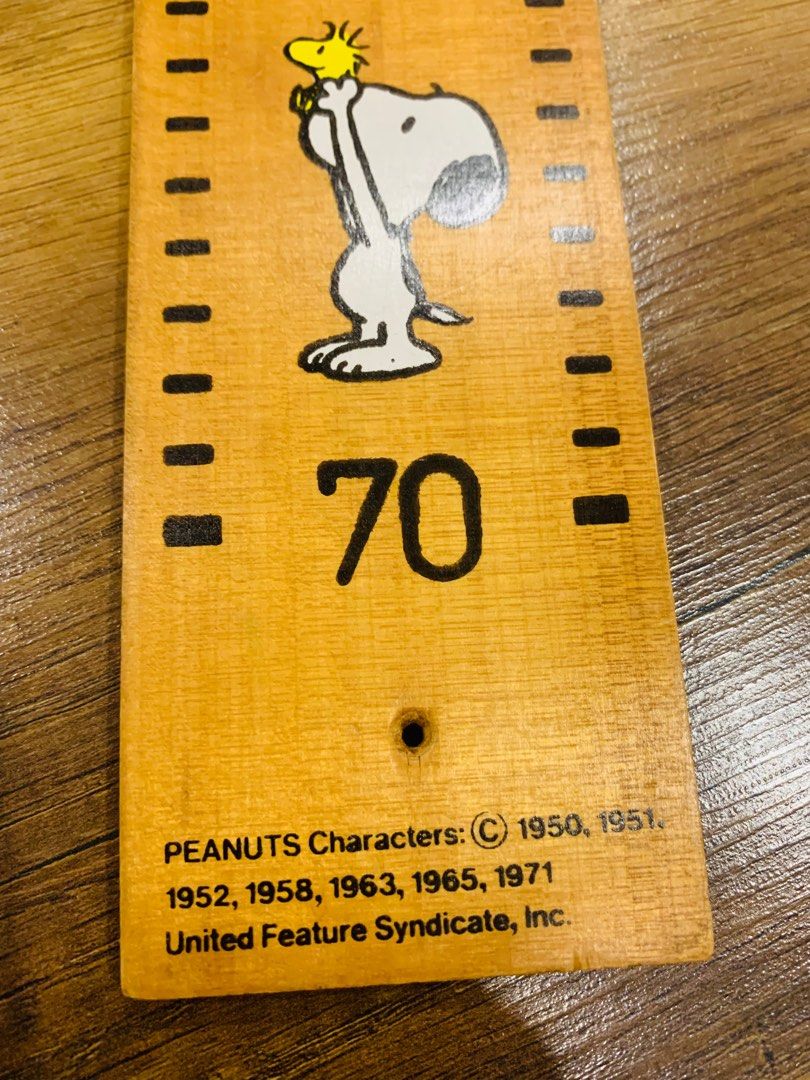 70
PEANUTS Characters: © 1950, 1951,
1952, 1958, 1963, 1965, 1971
United Feature Syndicate, Inc.